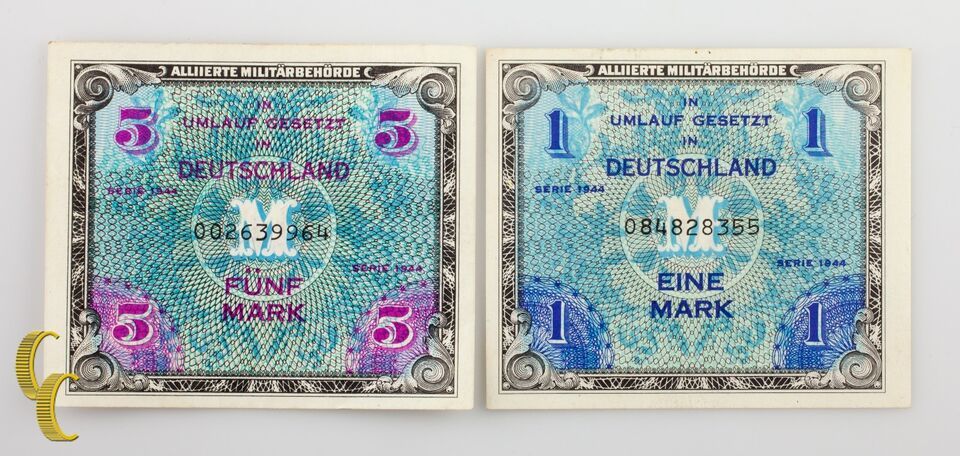 ALLIIERTE MILITÄRBEHÖRDE
5 5
IN
UMLAUF GESETZT
IN
DEUTSCHLAND
SERIE 1944
M
002639964
SERIE 1944
FÜNF
MARK
5 5
ALLIIERTE MILITÄRBEHÖRDE
1 1
IN
UMLAUF GESETZT
IN
DEUTSCHLAND
SERIE 1944
M
084828355
SERIE 1944
EINE
MARK
1 1
CC